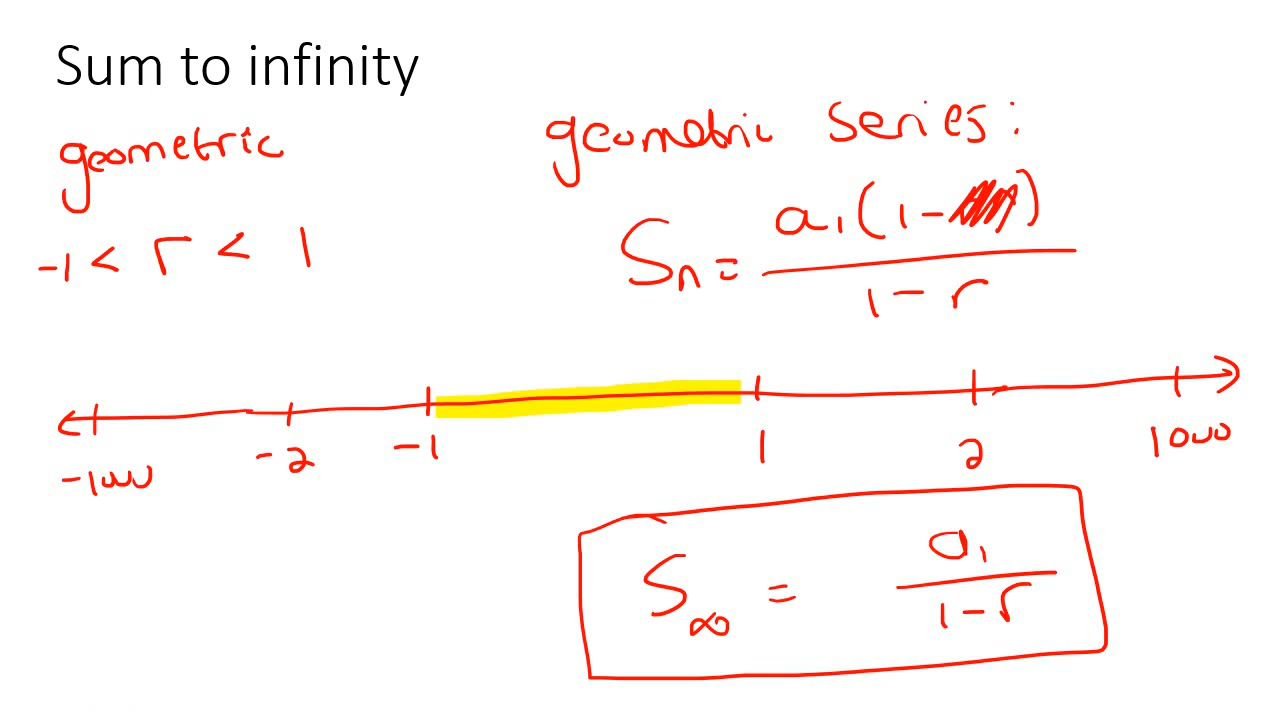 Sum to infinity
geometric
-1 < r < 1
geometric series:
Sₙ = a₁(1 - )
1 - r
-1000 -2 -1 1 2 1000
S∞ = a₁
1 - r